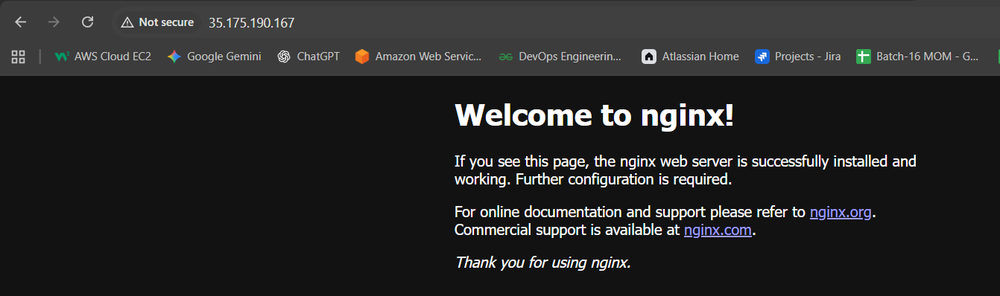 Not secure 35.175.190.167
AWS Cloud EC2 Google Gemini ChatGPT Amazon Web Servic... DevOps Engineerin... Atlassian Home Projects - Jira Batch-16 MOM - G...
Welcome to nginx!
If you see this page, the nginx web server is successfully installed and
working. Further configuration is required.
For online documentation and support please refer to nginx.org.
Commercial support is available at nginx.com.
Thank you for using nginx.